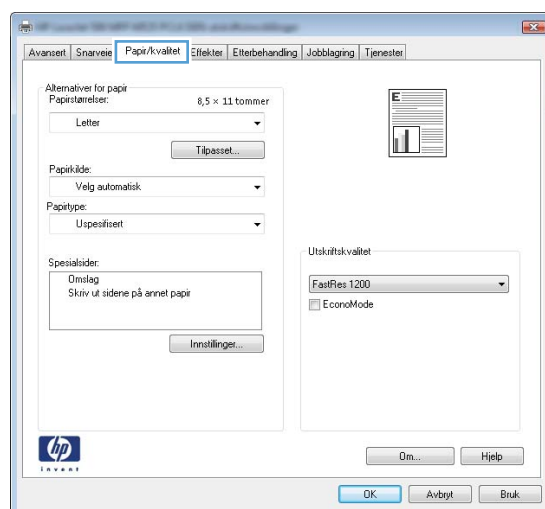 Avansert Snarveie Papir/kvalitet Effekter Etterbehandling Jobblagring Tjenester
Alternativer for papir
Papirstørrelser: 8,5 × 11 tommer
Letter
Tilpasset...
Papirkilde:
Velg automatisk
Papirtype:
Uspesifisert
Spesialsider:
Omslag
Skriv ut sidene på annet papir
Innstillinger...
E
Utskriftskvalitet
FastRes 1200
EconoMode
hp
invent
Om... Hjelp
OK Avbryt Bruk